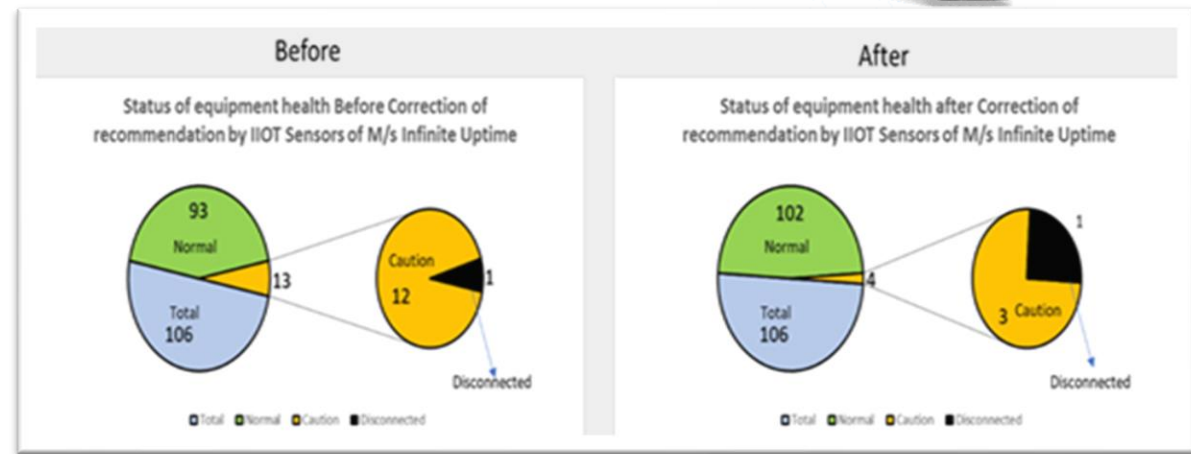 Before
Status of equipment health Before Correction of
recommendation by IIOT Sensors of M/s Infinite Uptime
93
Normal
13
Total
106
Caution
12
1
Disconnected
Total Normal Caution Disconnected
After
Status of equipment health after Correction of
recommendation by IIOT Sensors of M/s Infinite Uptime
102
Normal
4
Total
106
1
3 Caution
Disconnected
Total Normal Caution Disconnected